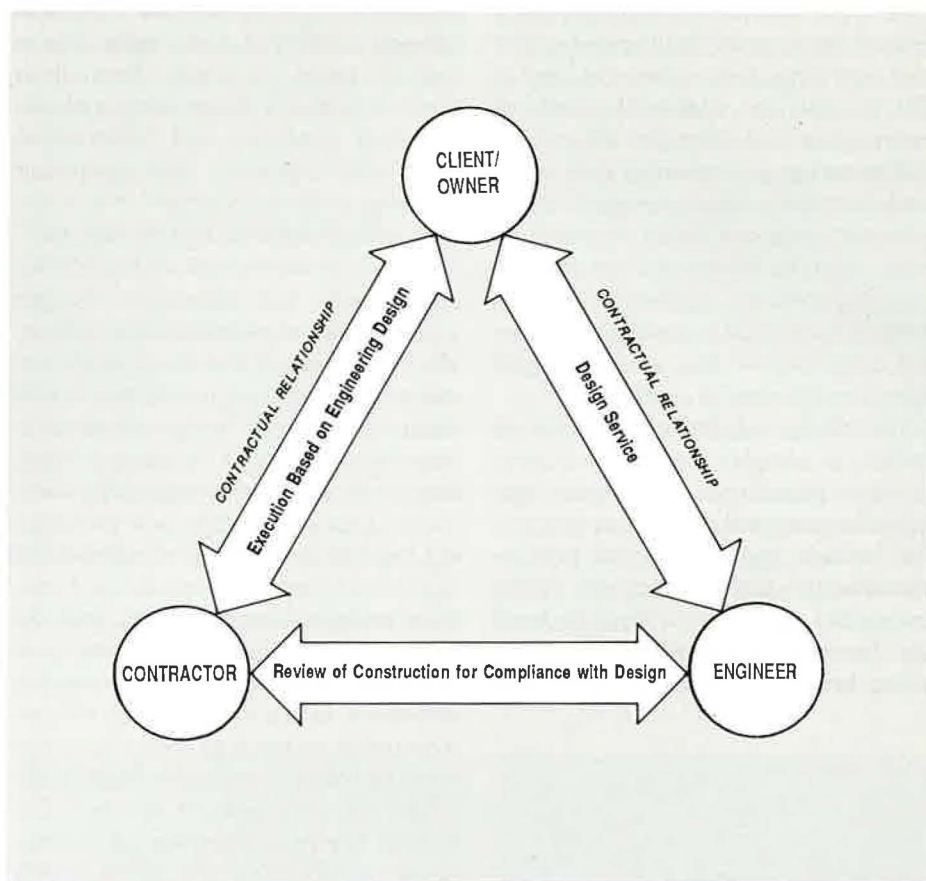 CLIENT/
OWNER
CONTRACTUAL RELATIONSHIP
Execution Based on Engineering Design
CONTRACTUAL RELATIONSHIP
Design Service
CONTRACTOR
Review of Construction for Compliance with Design
ENGINEER